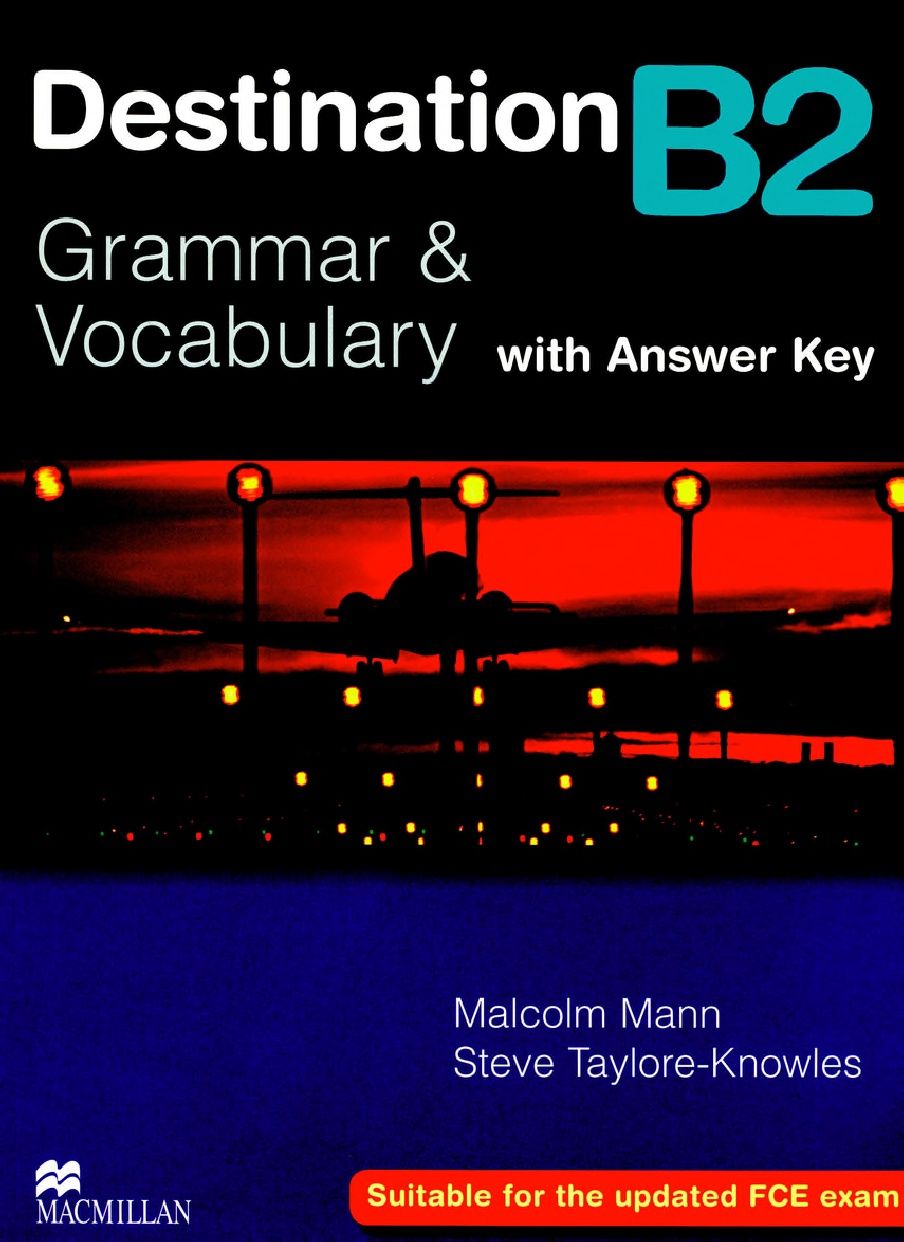 Destination B2
Grammar &
Vocabulary with Answer Key
Malcolm Mann
Steve Taylore-Knowles
MACMILLAN
Suitable for the updated FCE exam